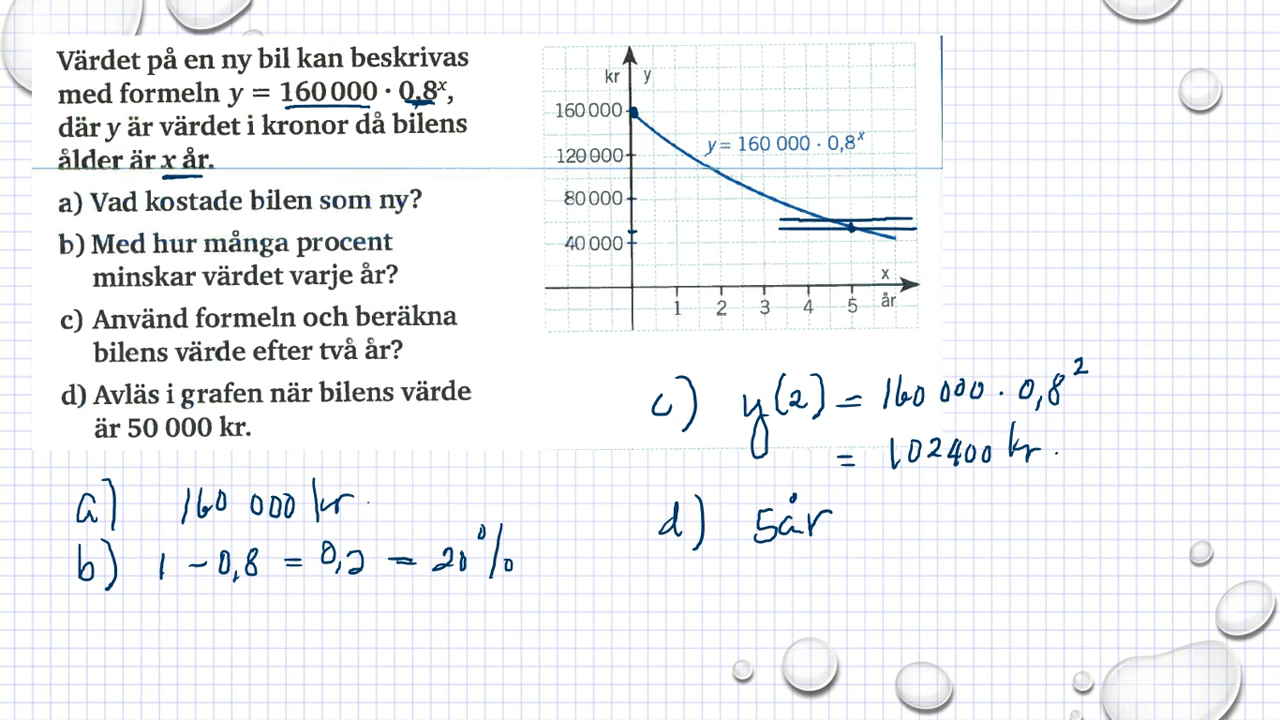 Värdet på en ny bil kan beskrivas
med formeln y = 160 000 · 0,8ˣ,
där y är värdet i kronor då bilens
ålder är x år.
a) Vad kostade bilen som ny?
b) Med hur många procent
minskar värdet varje år?
c) Använd formeln och beräkna
bilens värde efter två år?
d) Avläs i grafen när bilens värde
är 50 000 kr.
kr y
160 000
y = 160 000 · 0,8ˣ
120 000
80 000
40 000
x
1 2 3 4 5 år
c) y(2) = 160 000 · 0,8²
= 102400 kr.
a) 160 000 kr.
d) 5år
b) 1 - 0,8 = 0,2 = 20%